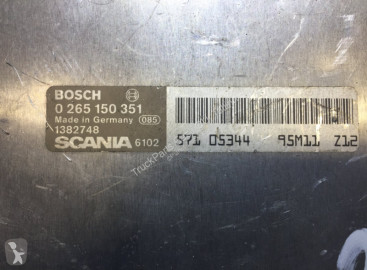 BOSCH
0 265 150 351
Made in Germany 085
1382748
SCANIA 6102
571 05344 95M11 Z12